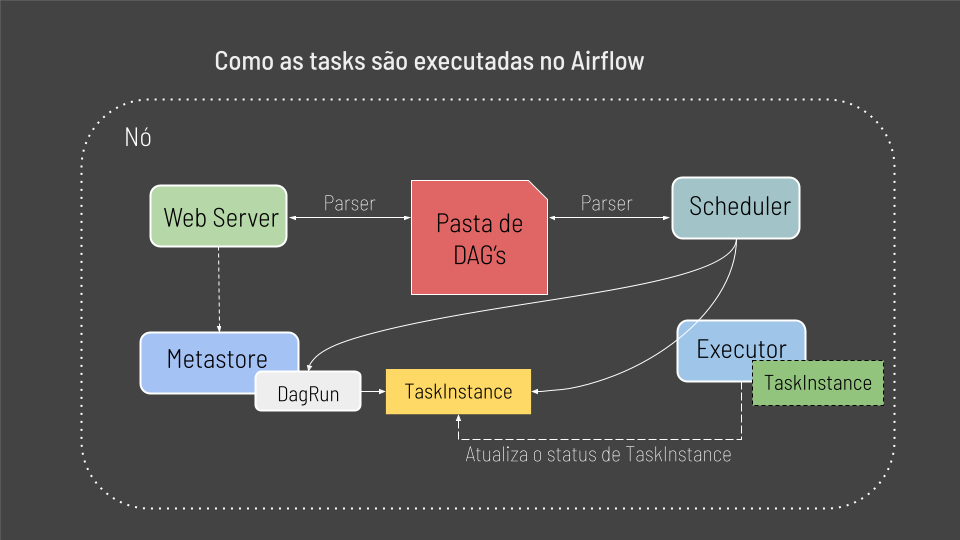 Como as tasks são executadas no Airflow
Nó
Web Server
Parser
Pasta de
DAG’s
Parser
Scheduler
Metastore
DagRun
TaskInstance
Executor
TaskInstance
Atualiza o status de TaskInstance